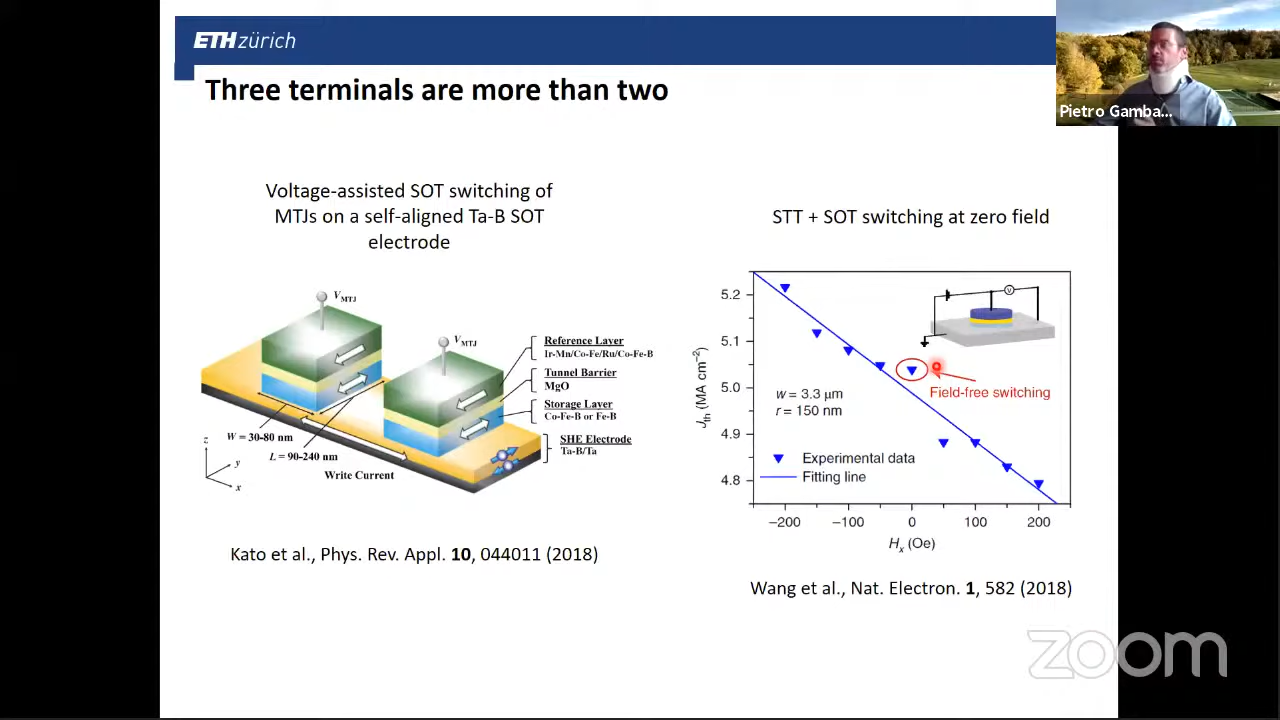 ETH zürich
Three terminals are more than two
Pietro Gamba...
Voltage-assisted SOT switching of
MTJs on a self-aligned Ta-B SOT
electrode
V_MTJ
V_MTJ
Reference Layer
Ir-Mn/Co-Fe/Ru/Co-Fe-B
Tunnel Barrier
MgO
Storage Layer
Co-Fe-B or Fe-B
SHE Electrode
Ta-B/Ta
W = 30-80 nm
L = 90-240 nm
Write Current
z
y
x
Kato et al., Phys. Rev. Appl. 10, 044011 (2018)
STT + SOT switching at zero field
5.2
5.1
5.0
4.9
4.8
J_th (MA cm⁻²)
V
Field-free switching
w = 3.3 μm
r = 150 nm
Experimental data
Fitting line
−200
−100
0
100
200
H_x (Oe)
Wang et al., Nat. Electron. 1, 582 (2018)
zoom